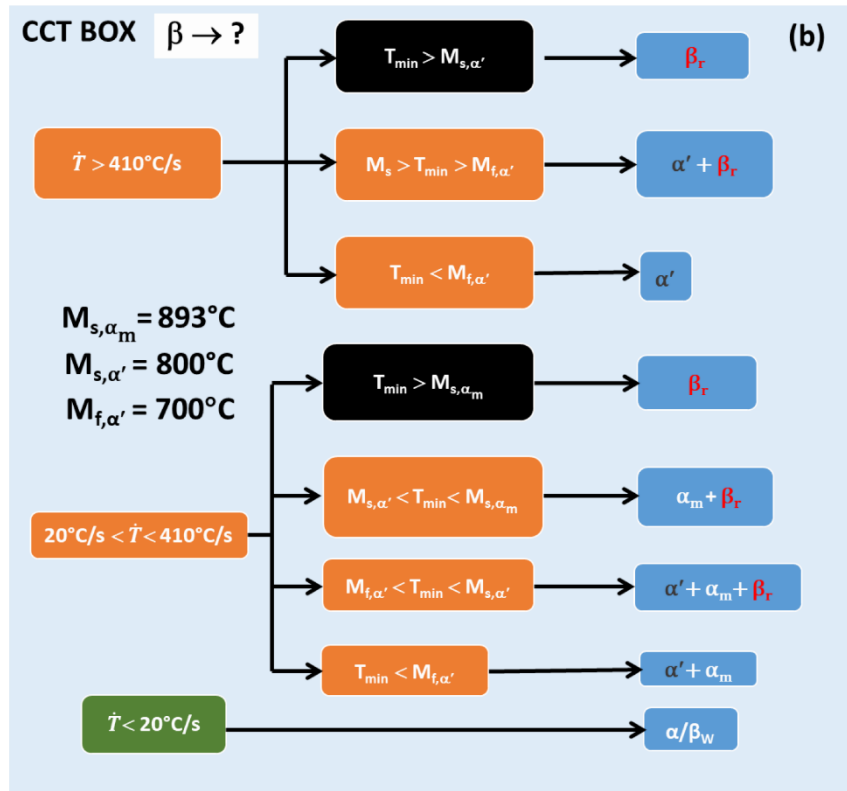 CCT BOX β → ? (b)
T_min > M_s,α′
β_r
Ṫ > 410°C/s
M_s > T_min > M_f,α′
α′ + β_r
T_min < M_f,α′
α′
M_s,α_m = 893°C
M_s,α′ = 800°C
M_f,α′ = 700°C
T_min > M_s,α_m
β_r
M_s,α′ < T_min < M_s,α_m
α_m + β_r
20°C/s < Ṫ < 410°C/s
M_f,α′ < T_min < M_s,α′
α′ + α_m + β_r
T_min < M_f,α′
α′ + α_m
Ṫ < 20°C/s
α/β_W